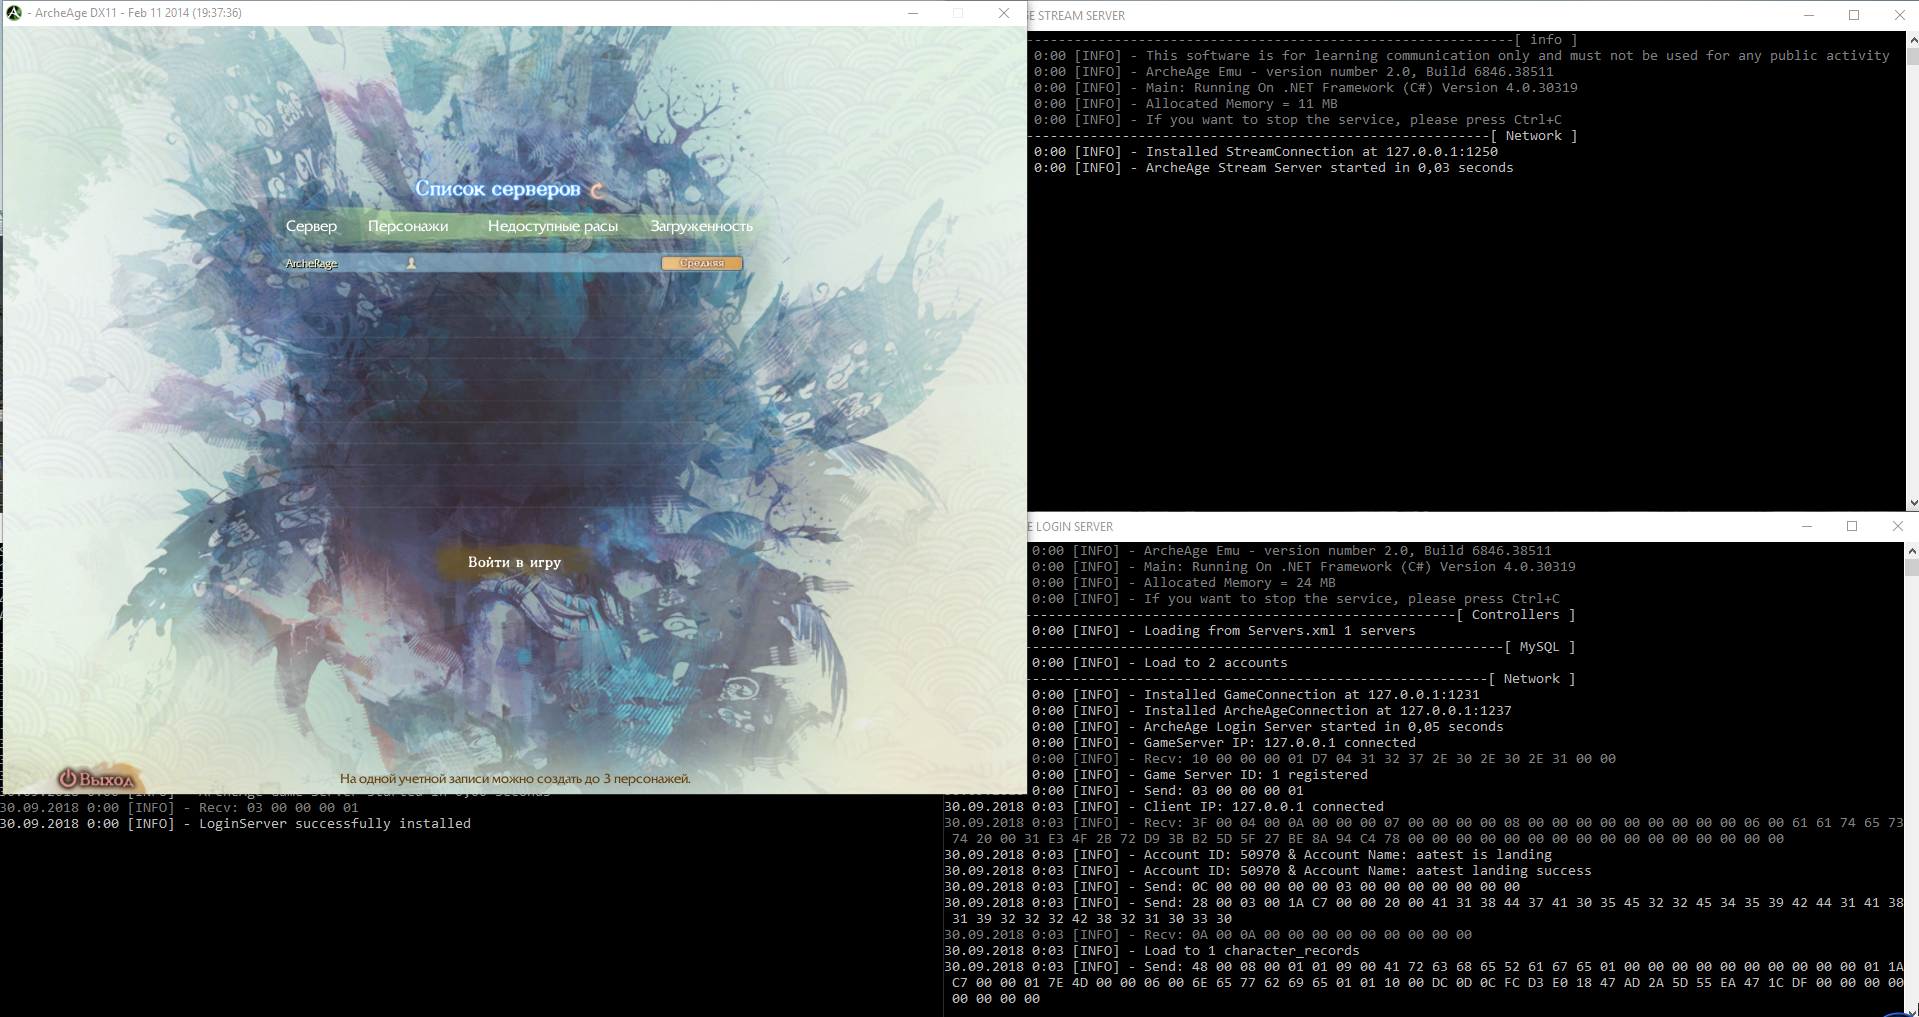 - ArcheAge DX11 - Feb 11 2014 (19:37:36)
Список серверов
Сервер Персонажи Недоступные расы Загруженность
ArcheRage Средняя
Войти в игру
Выход
На одной учетной записи можно создать до 3 персонажей.
30.09.2018 0:00 [INFO] - Recv: 03 00 00 00 01
30.09.2018 0:00 [INFO] - LoginServer successfully installed
E STREAM SERVER
------------------------------------------------------------[ info ]
0:00 [INFO] - This software is for learning communication only and must not be used for any public activity
0:00 [INFO] - ArcheAge Emu - version number 2.0, Build 6846.38511
0:00 [INFO] - Main: Running On .NET Framework (C#) Version 4.0.30319
0:00 [INFO] - Allocated Memory = 11 MB
0:00 [INFO] - If you want to stop the service, please press Ctrl+C
---------------------------------------------------------[ Network ]
0:00 [INFO] - Installed StreamConnection at 127.0.0.1:1250
0:00 [INFO] - ArcheAge Stream Server started in 0,03 seconds
E LOGIN SERVER
0:00 [INFO] - ArcheAge Emu - version number 2.0, Build 6846.38511
0:00 [INFO] - Main: Running On .NET Framework (C#) Version 4.0.30319
0:00 [INFO] - Allocated Memory = 24 MB
0:00 [INFO] - If you want to stop the service, please press Ctrl+C
-----------------------------------------------------[ Controllers ]
0:00 [INFO] - Loading from Servers.xml 1 servers
-----------------------------------------------------------[ MySQL ]
0:00 [INFO] - Load to 2 accounts
---------------------------------------------------------[ Network ]
0:00 [INFO] - Installed GameConnection at 127.0.0.1:1231
0:00 [INFO] - Installed ArcheAgeConnection at 127.0.0.1:1237
0:00 [INFO] - ArcheAge Login Server started in 0,05 seconds
0:00 [INFO] - GameServer IP: 127.0.0.1 connected
0:00 [INFO] - Recv: 10 00 00 00 01 D7 04 31 32 37 2E 30 2E 30 2E 31 00 00
0:00 [INFO] - Game Server ID: 1 registered
0:00 [INFO] - Send: 03 00 00 00 01
30.09.2018 0:03 [INFO] - Client IP: 127.0.0.1 connected
30.09.2018 0:03 [INFO] - Recv: 3F 00 04 00 0A 00 00 00 07 00 00 00 00 08 00 00 00 00 00 00 00 00 00 00 06 00 61 61 74 65 73
74 20 00 31 E3 4F 2B 72 D9 3B B2 5D 5F 27 BE 8A 94 C4 78 00 00 00 00 00 00 00 00 00 00 00 00 00 00 00 00
30.09.2018 0:03 [INFO] - Account ID: 50970 & Account Name: aatest is landing
30.09.2018 0:03 [INFO] - Account ID: 50970 & Account Name: aatest landing success
30.09.2018 0:03 [INFO] - Send: 0C 00 00 00 00 00 03 00 00 00 00 00 00 00
30.09.2018 0:03 [INFO] - Send: 28 00 03 00 1A C7 00 00 20 00 41 31 38 44 37 41 30 35 45 32 32 45 34 35 39 42 44 31 41 38
31 39 32 32 32 42 38 32 31 30 33 30
30.09.2018 0:03 [INFO] - Recv: 0A 00 0A 00 00 00 00 00 00 00 00 00
30.09.2018 0:03 [INFO] - Load to 1 character_records
30.09.2018 0:03 [INFO] - Send: 48 00 08 00 01 01 09 00 41 72 63 68 65 52 61 67 65 01 00 00 00 00 00 00 00 00 00 00 01 1A
C7 00 00 01 7E 4D 00 00 06 00 6E 65 77 62 69 65 01 01 10 00 DC 0D 0C FC D3 E0 18 47 AD 2A 5D 55 EA 47 1C DF 00 00 00 00
00 00 00 00